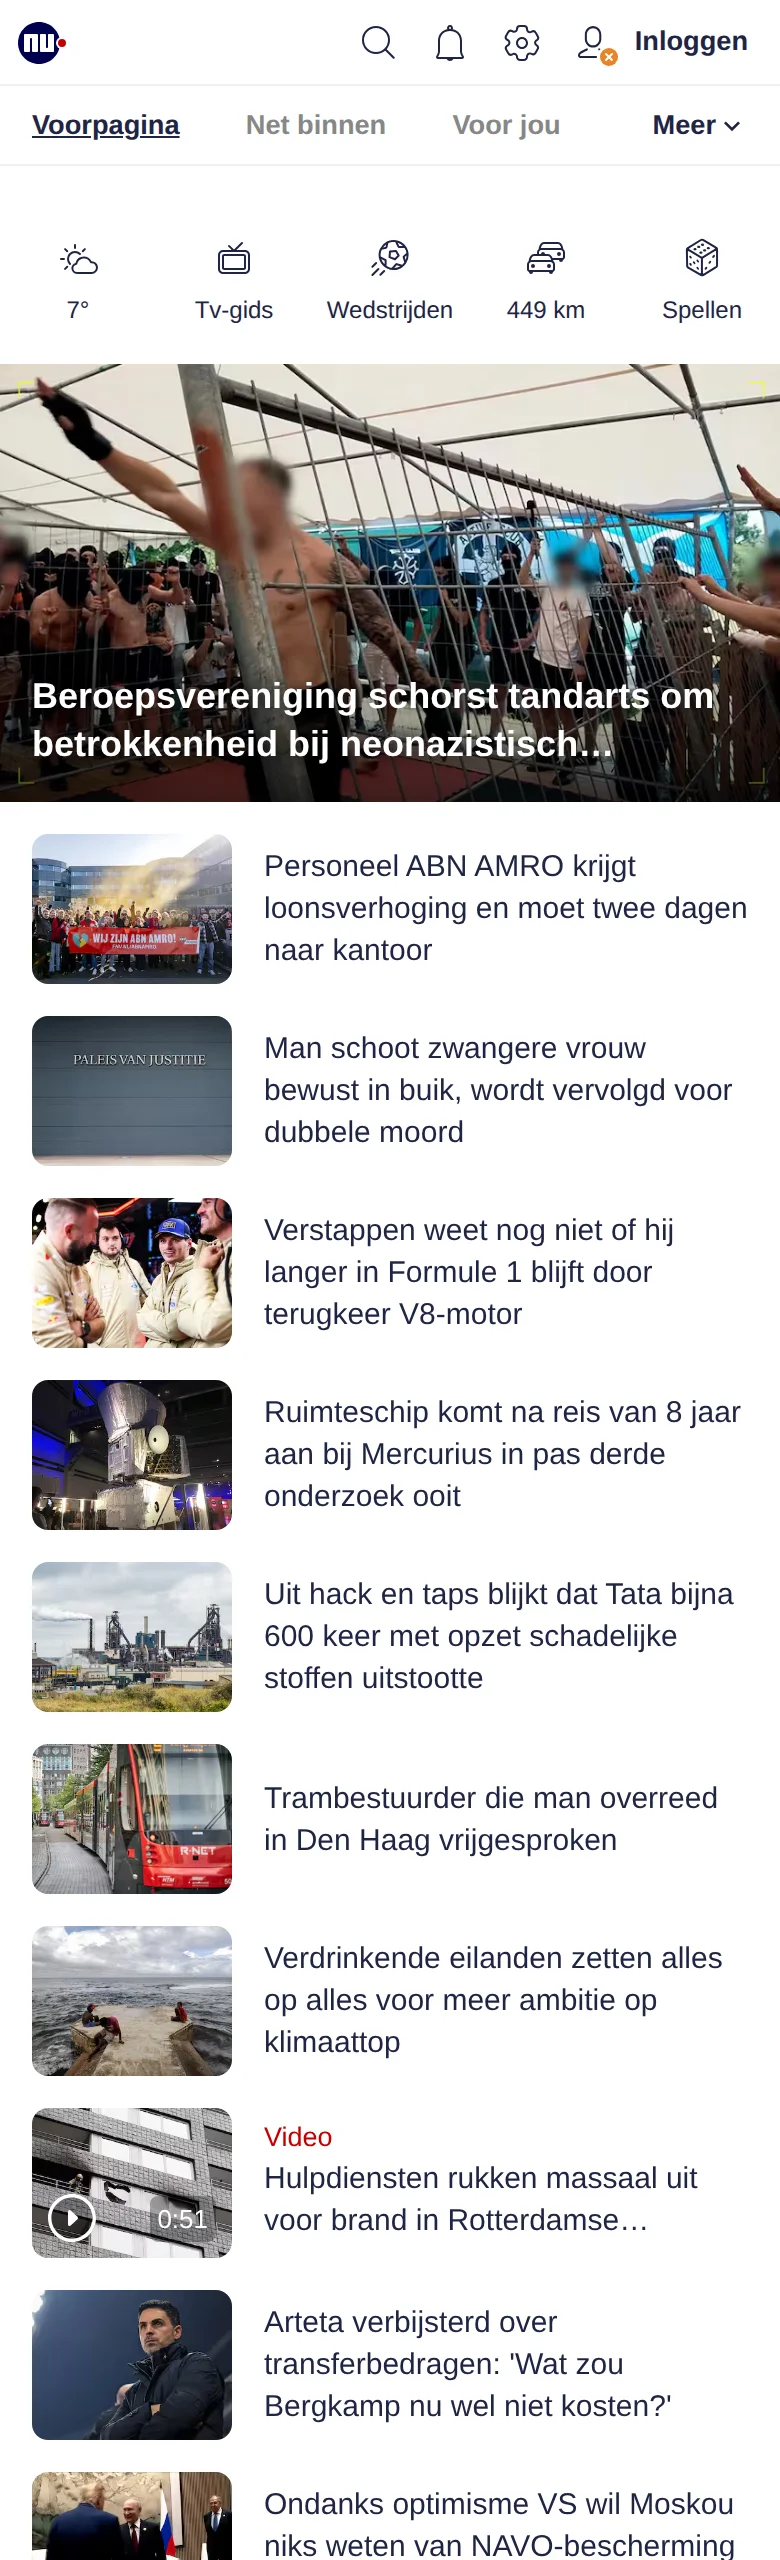 nu
Inloggen
Voorpagina
Net binnen
Voor jou
Meer
7°
Tv-gids
Wedstrijden
449 km
Spellen
Beroepsvereniging schorst tandarts om
betrokkenheid bij neonazistisch...
WIJ ZIJN ABN AMRO!
Personeel ABN AMRO krijgt
loonsverhoging en moet twee dagen
naar kantoor
PALEIS VAN JUSTITIE
Man schoot zwangere vrouw
bewust in buik, wordt vervolgd voor
dubbele moord
Verstappen weet nog niet of hij
langer in Formule 1 blijft door
terugkeer V8-motor
Ruimteschip komt na reis van 8 jaar
aan bij Mercurius in pas derde
onderzoek ooit
Uit hack en taps blijkt dat Tata bijna
600 keer met opzet schadelijke
stoffen uitstootte
R-NET
HTM
50
Trambestuurder die man overreed
in Den Haag vrijgesproken
Verdrinkende eilanden zetten alles
op alles voor meer ambitie op
klimaattop
0:51
Video
Hulpdiensten rukken massaal uit
voor brand in Rotterdamse...
Arteta verbijsterd over
transferbedragen: 'Wat zou
Bergkamp nu wel niet kosten?'
Ondanks optimisme VS wil Moskou
niks weten van NAVO-bescherming